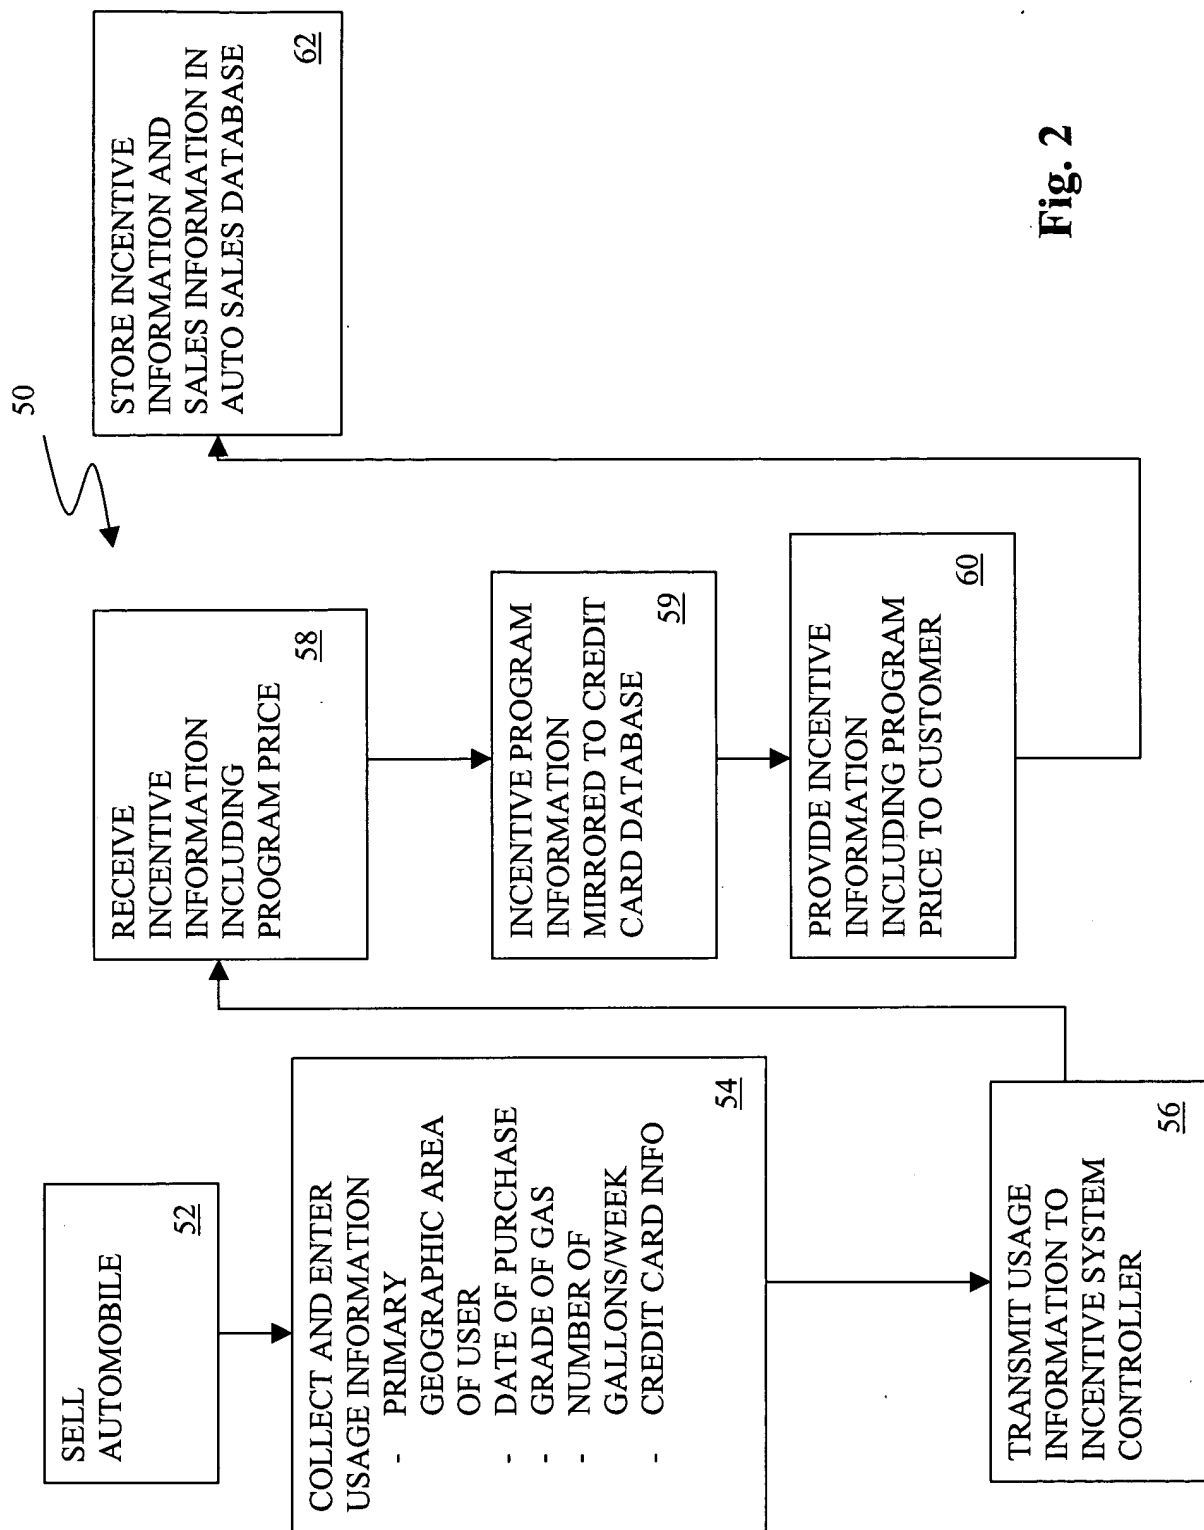 50
SELL
AUTOMOBILE
52
COLLECT AND ENTER
USAGE INFORMATION
- PRIMARY
GEOGRAPHIC AREA
OF USER
- DATE OF PURCHASE
- GRADE OF GAS
- NUMBER OF
GALLONS/WEEK
- CREDIT CARD INFO
54
TRANSMIT USAGE
INFORMATION TO
INCENTIVE SYSTEM
CONTROLLER
56
RECEIVE
INCENTIVE
INFORMATION
INCLUDING
PROGRAM PRICE
58
INCENTIVE PROGRAM
INFORMATION
MIRRORED TO CREDIT
CARD DATABASE
59
PROVIDE INCENTIVE
INFORMATION
INCLUDING PROGRAM
PRICE TO CUSTOMER
60
STORE INCENTIVE
INFORMATION AND
SALES INFORMATION IN
AUTO SALES DATABASE
62
Fig. 2